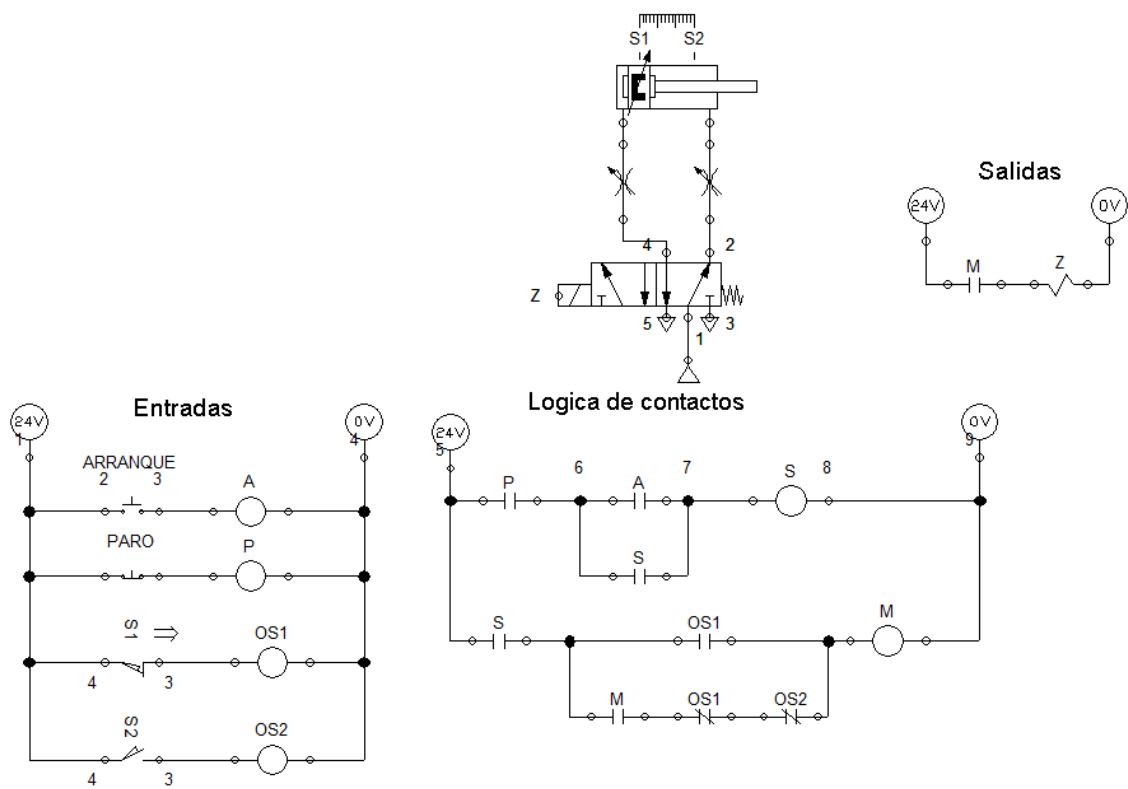 S1 S2
Salidas
24V 0V
4 2
M Z
Z
5 3
1
Entradas
Logica de contactos
24V 0V
1 4
24V 0V
5 9
ARRANQUE
2 3 A
6 7 8
P A S
PARO P
S
S1 OS1
4 3
S OS1 M
S2 OS2
4 3
M OS1 OS2